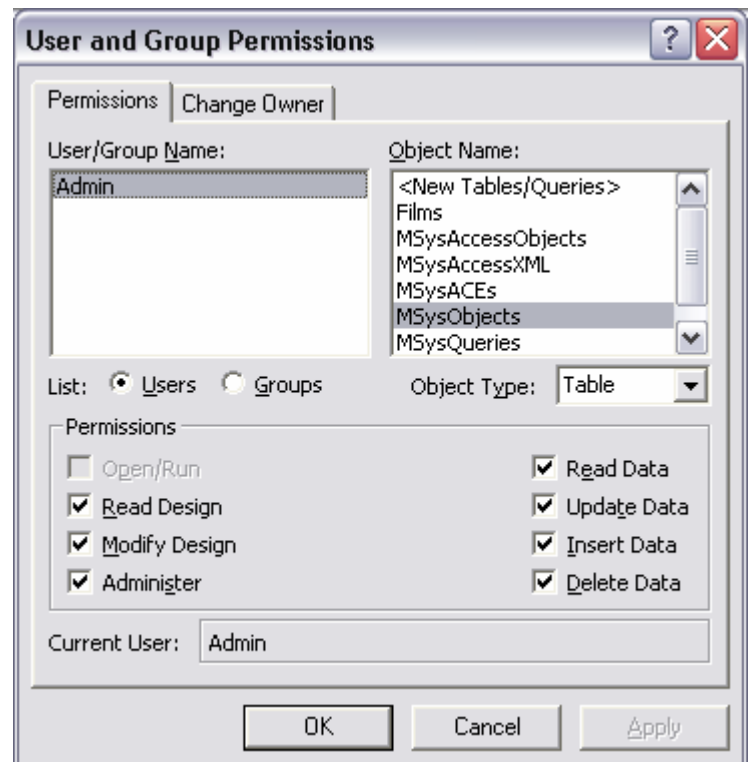 User and Group Permissions
Permissions
Change Owner
User/Group Name:
Admin
Object Name:
<New Tables/Queries>
Films
MSysAccessObjects
MSysAccessXML
MSysACEs
MSysObjects
MSysQueries
List: Users Groups
Object Type: Table
Permissions
Open/Run
Read Design
Modify Design
Administer
Read Data
Update Data
Insert Data
Delete Data
Current User: Admin
OK Cancel Apply